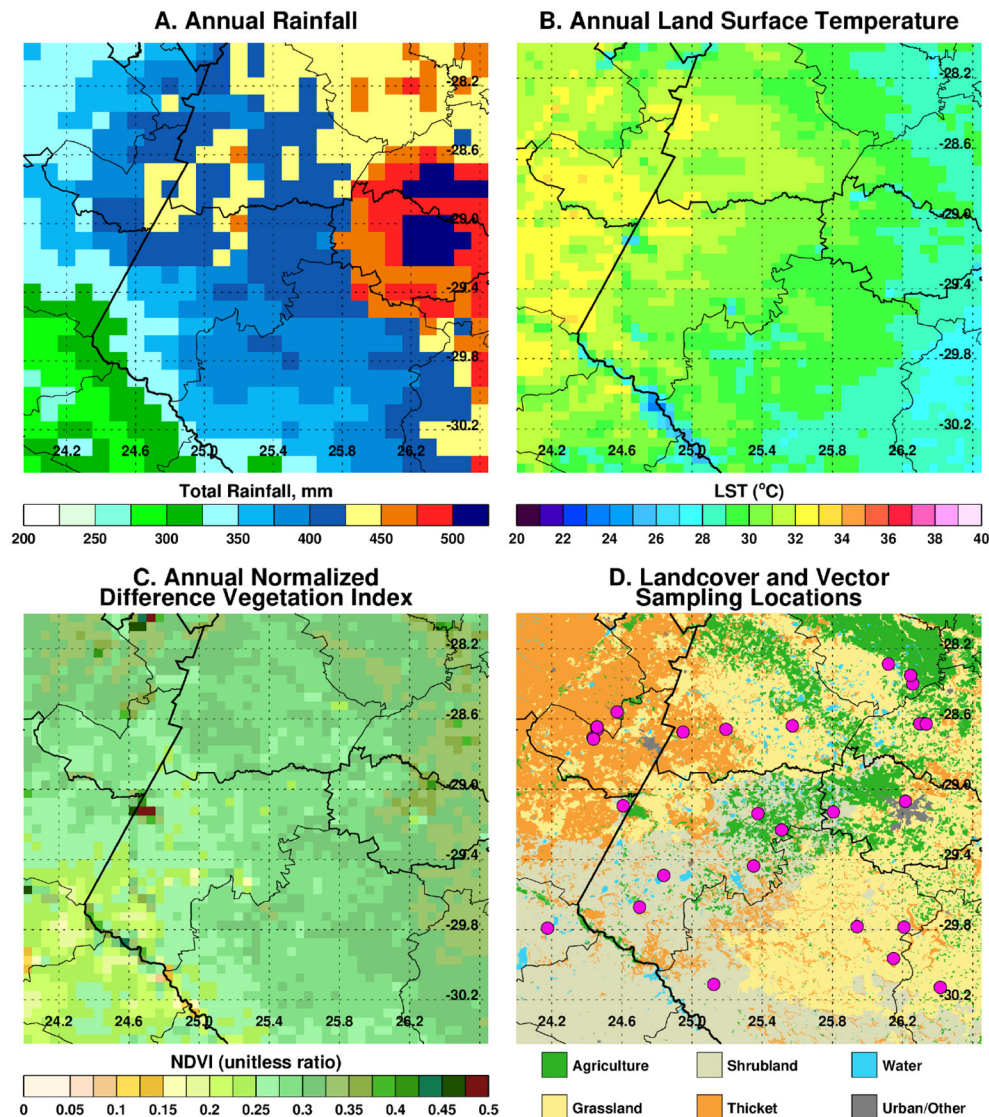 A. Annual Rainfall
-28.2
-28.6
-29.0
-29.4
-29.8
-30.2
24.2 24.6 25.0 25.4 25.8 26.2
Total Rainfall, mm
200 250 300 350 400 450 500
B. Annual Land Surface Temperature
-28.2
-28.6
-29.0
-29.4
-29.8
-30.2
24.2 24.6 25.0 25.4 25.8 26.2
LST (°C)
20 22 24 26 28 30 32 34 36 38 40
C. Annual Normalized
Difference Vegetation Index
-28.2
-28.6
-29.0
-29.4
-29.8
-30.2
24.2 24.6 25.0 25.4 25.8 26.2
NDVI (unitless ratio)
0 0.05 0.1 0.15 0.2 0.25 0.3 0.35 0.4 0.45 0.5
D. Landcover and Vector
Sampling Locations
-28.2
-28.6
-29.0
-29.4
-29.8
-30.2
24.2 24.6 25.0 25.4 25.8 26.2
Agriculture Shrubland Water
Grassland Thicket Urban/Other